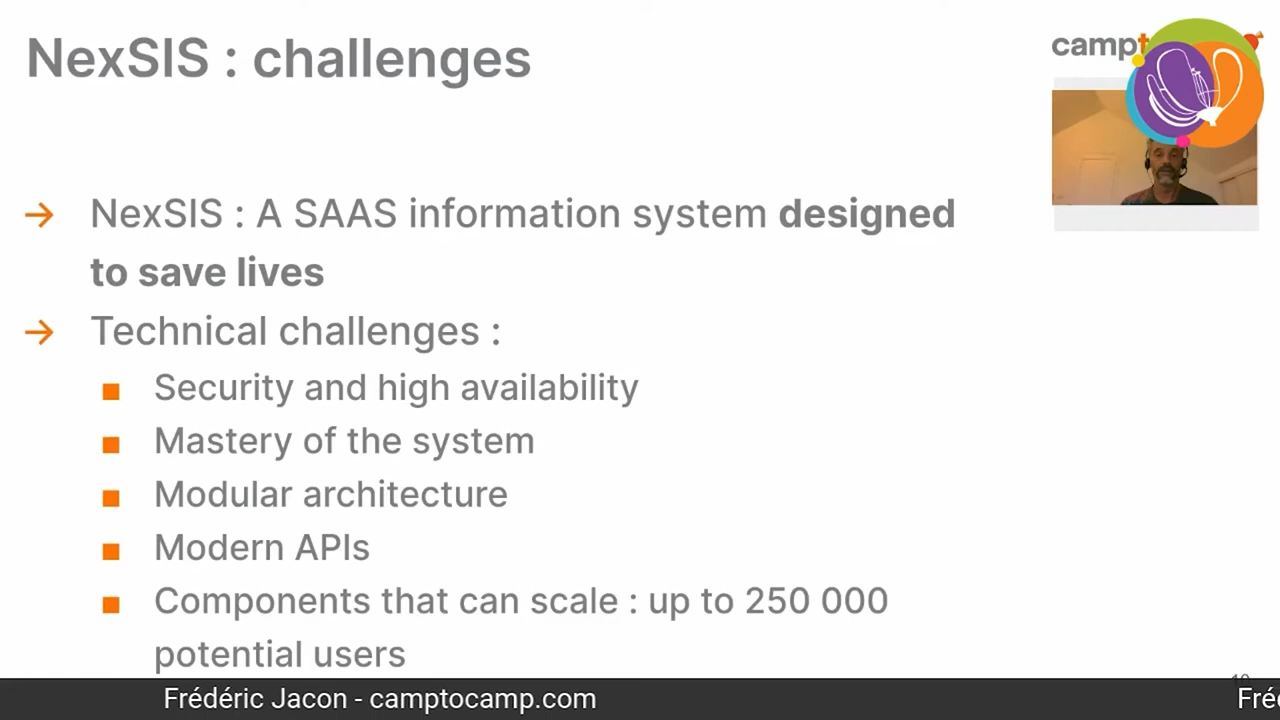 NexSIS : challenges
campt
NexSIS : A SAAS information system designed
to save lives
Technical challenges :
Security and high availability
Mastery of the system
Modular architecture
Modern APIs
Components that can scale : up to 250 000
potential users
Frédéric Jacon - camptocamp.com
Fréd